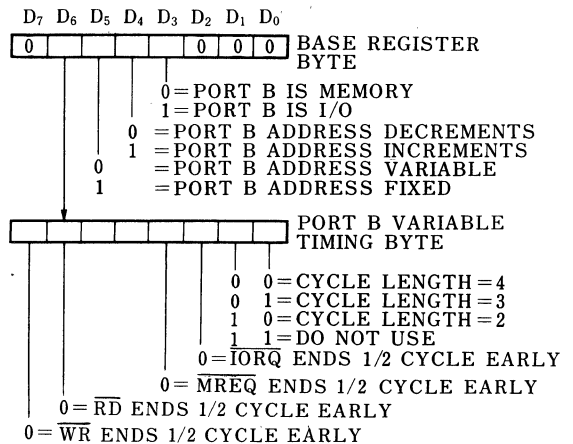 D7 D6 D5 D4 D3 D2 D1 D0
0 0 0 0 BASE REGISTER
BYTE
0=PORT B IS MEMORY
1=PORT B IS I/O
0 =PORT B ADDRESS DECREMENTS
1 =PORT B ADDRESS INCREMENTS
0 =PORT B ADDRESS VARIABLE
1 =PORT B ADDRESS FIXED
PORT B VARIABLE
TIMING BYTE
0 0=CYCLE LENGTH=4
0 1=CYCLE LENGTH=3
1 0=CYCLE LENGTH=2
1 1=DO NOT USE
0=IORQ ENDS 1/2 CYCLE EARLY
0=MREQ ENDS 1/2 CYCLE EARLY
0=RD ENDS 1/2 CYCLE EARLY
0=WR ENDS 1/2 CYCLE EARLY